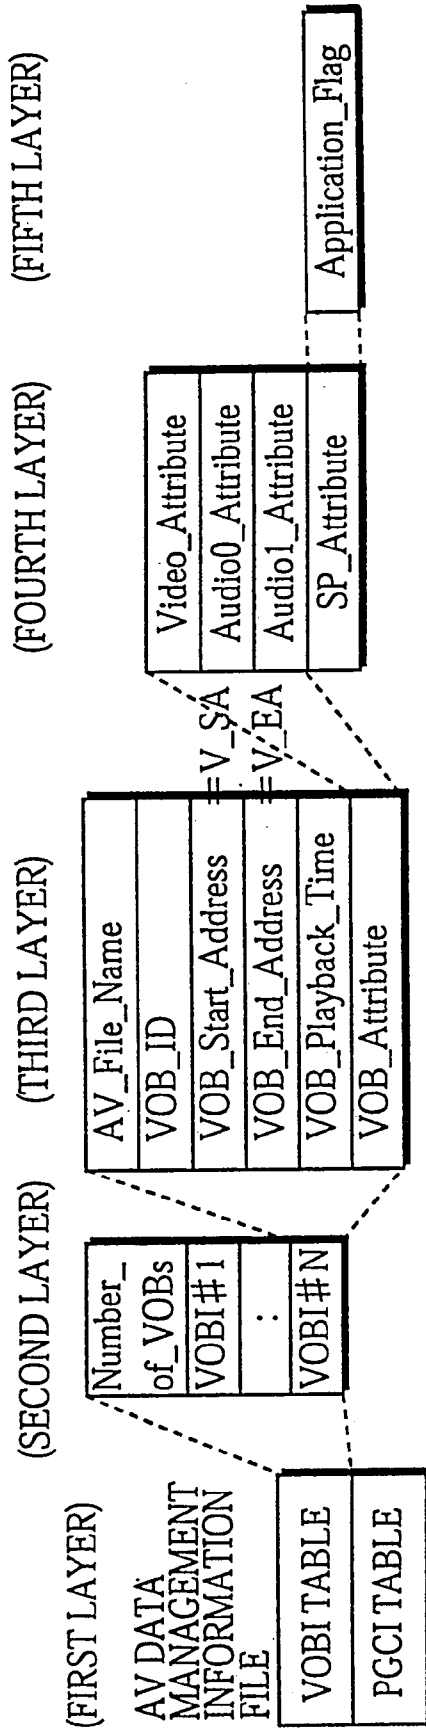 (FIRST LAYER)
AV DATA
MANAGEMENT
INFORMATION
FILE
VOBI TABLE
PGCI TABLE
(SECOND LAYER)
Number_
of_VOBs
VOBI#1
:
VOBI#N
(THIRD LAYER)
AV_File_Name
VOB_ID
VOB_Start_Address
=V_SA
VOB_End_Address
=V_EA
VOB_Playback_Time
VOB_Attribute
(FOURTH LAYER)
Video_Attribute
Audio0_Attribute
Audio1_Attribute
SP_Attribute
(FIFTH LAYER)
Application_Flag